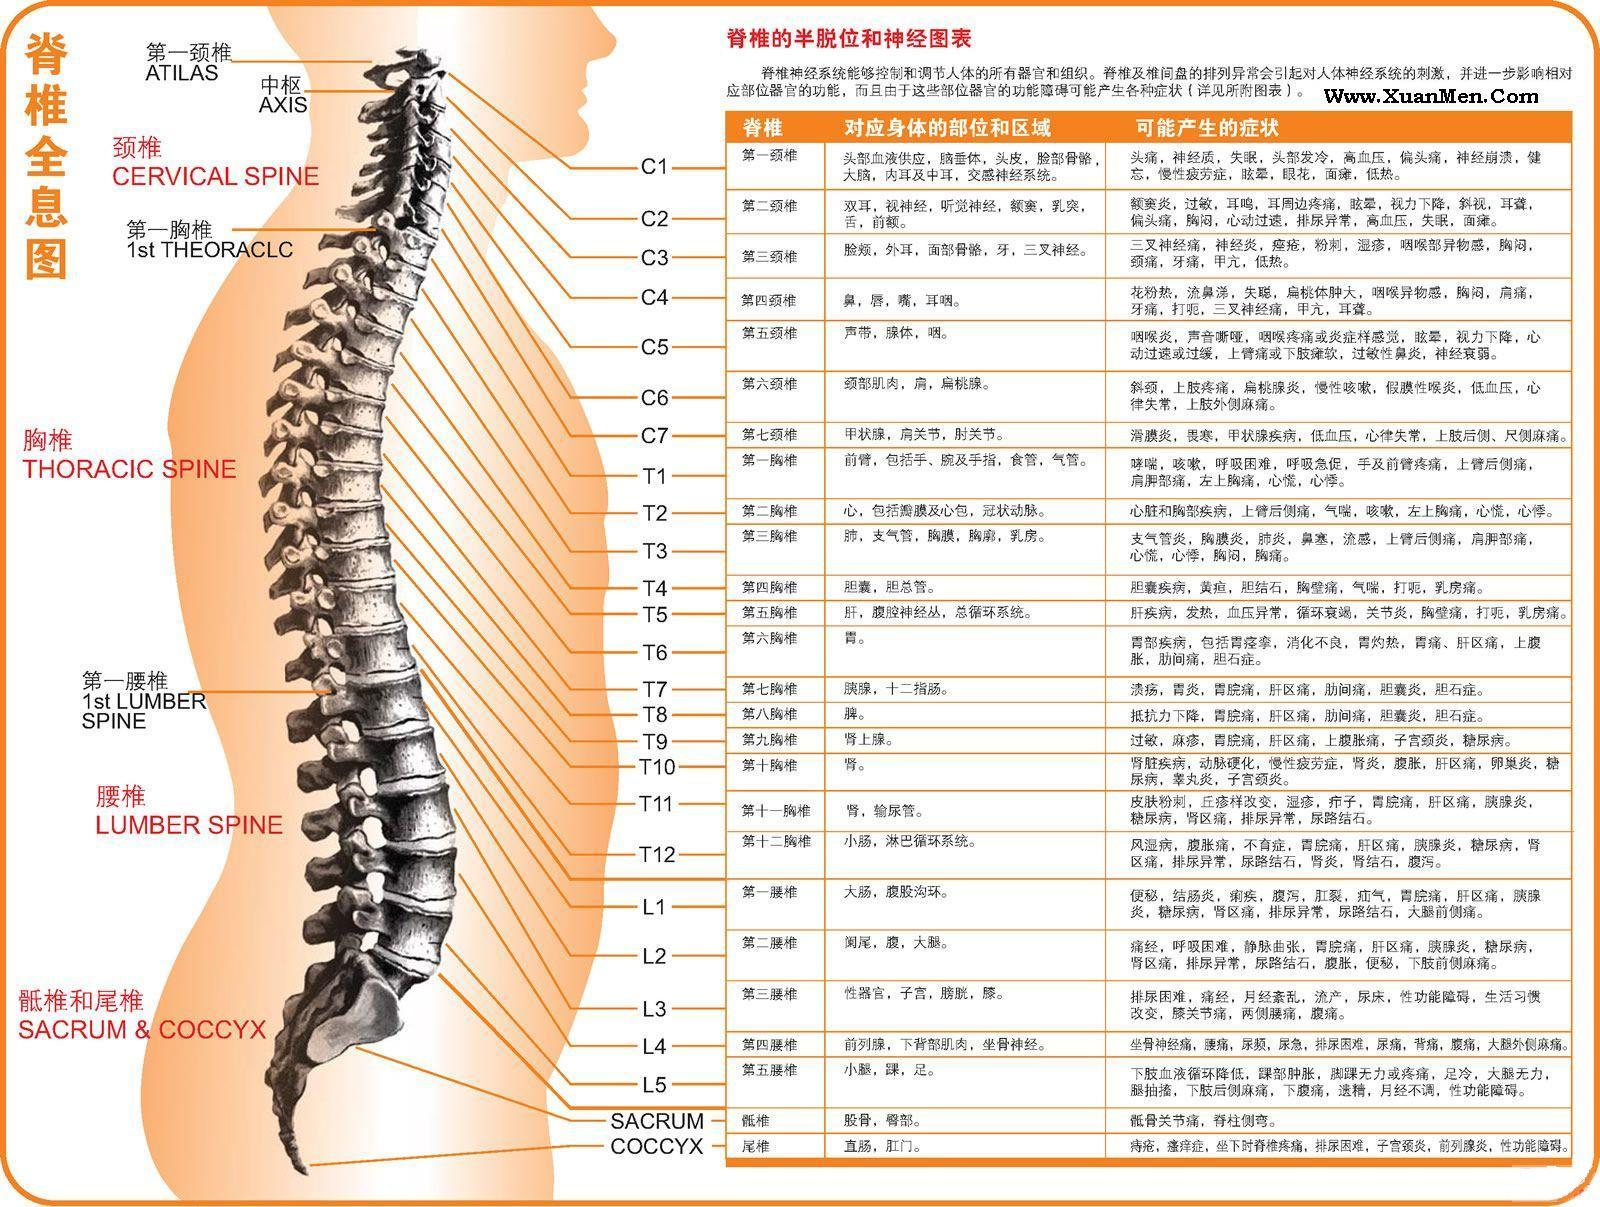 脊椎全息图
第一颈椎
ATILAS
中枢
AXIS
颈椎
CERVICAL SPINE
第一胸椎
1st THEORACLC
胸椎
THORACIC SPINE
第一腰椎
1st LUMBER
SPINE
腰椎
LUMBER SPINE
骶椎和尾椎
SACRUM & COCCYX
C1
C2
C3
C4
C5
C6
C7
T1
T2
T3
T4
T5
T6
T7
T8
T9
T10
T11
T12
L1
L2
L3
L4
L5
SACRUM
COCCYX
脊椎的半脱位和神经图表
脊椎神经系统能够控制和调节人体的所有器官和组织。脊椎及椎间盘的排列异常会引起对人体神经系统的刺激，并进一步影响相对
应部位器官的功能，而且由于这些部位器官的功能障碍可能产生各种症状（详见所附图表）。
Www.XuanMen.Com
脊椎 对应身体的部位和区域 可能产生的症状
第一颈椎
头部血液供应，脑垂体，头皮，脸部骨骼，
大脑，内耳及中耳，交感神经系统。
头痛，神经质，失眠，头部发冷，高血压，偏头痛，神经崩溃，健
忘，慢性疲劳症，眩晕，眼花，面瘫，低热。
第二颈椎
双耳，视神经，听觉神经，额窦，乳突，
舌，前额。
额窦炎，过敏，耳鸣，耳周边疼痛，眩晕，视力下降，斜视，耳聋，
偏头痛，胸闷，心动过速，排尿异常，高血压，失眠，面瘫。
第三颈椎
脸颊，外耳，面部骨骼，牙，三叉神经。
三叉神经痛，神经炎，痤疮，粉刺，湿疹，咽喉部异物感，胸闷，
颈痛，牙痛，甲亢，低热。
第四颈椎
鼻，唇，嘴，耳咽。
花粉热，流鼻涕，失聪，扁桃体肿大，咽喉异物感，胸闷，肩痛，
牙痛，打呃，三叉神经痛，甲亢，耳聋。
第五颈椎
声带，腺体，咽。
咽喉炎，声音嘶哑，咽喉疼痛或炎症样感觉，眩晕，视力下降，心
动过速或过缓，上臂痛或下肢瘫软，过敏性鼻炎，神经衰弱。
第六颈椎
颈部肌肉，肩，扁桃腺。
斜颈，上肢疼痛，扁桃腺炎，慢性咳嗽，假膜性喉炎，低血压，心
律失常，上肢外侧麻痛。
第七颈椎
甲状腺，肩关节，肘关节。
滑膜炎，畏寒，甲状腺疾病，低血压，心律失常，上肢后侧、尺侧麻痛。
第一胸椎
前臂，包括手、腕及手指，食管，气管。
哮喘，咳嗽，呼吸困难，呼吸急促，手及前臂疼痛，上臂后侧痛，
肩胛部痛，左上胸痛，心慌，心悸。
第二胸椎
心，包括瓣膜及心包，冠状动脉。
心脏和胸部疾病，上臂后侧痛，气喘，咳嗽，左上胸痛，心慌，心悸。
第三胸椎
肺，支气管，胸膜，胸廓，乳房。
支气管炎，胸膜炎，肺炎，鼻塞，流感，上臂后侧痛，肩胛部痛，
心慌，心悸，胸闷，胸痛。
第四胸椎
胆囊，胆总管。
胆囊疾病，黄疸，胆结石，胸壁痛，气喘，打呃，乳房痛。
第五胸椎
肝，腹腔神经丛，总循环系统。
肝疾病，发热，血压异常，循环衰竭，关节炎，胸壁痛，打呃，乳房痛。
第六胸椎
胃。
胃部疾病，包括胃痉挛，消化不良，胃灼热，胃痛、肝区痛，上腹
胀，肋间痛，胆石症。
第七胸椎
胰腺，十二指肠。
溃疡，胃炎，胃脘痛，肝区痛，肋间痛，胆囊炎，胆石症。
第八胸椎
脾。
抵抗力下降，胃脘痛，肝区痛，肋间痛，胆囊炎，胆石症。
第九胸椎
肾上腺。
过敏，麻疹，胃脘痛，肝区痛，上腹胀痛，子宫颈炎，糖尿病。
第十胸椎
肾。
肾脏疾病，动脉硬化，慢性疲劳症，肾炎，腹胀，肝区痛，卵巢炎，糖
尿病，睾丸炎，子宫颈炎。
第十一胸椎
肾，输尿管。
皮肤粉刺，丘疹样改变，湿疹，疖子，胃脘痛，肝区痛，胰腺炎，
糖尿病，肾区痛，排尿异常，尿路结石。
第十二胸椎
小肠，淋巴循环系统。
风湿病，腹胀痛，不育症，胃脘痛，肝区痛，胰腺炎，糖尿病，肾
区痛，排尿异常，尿路结石，肾炎，肾结石，腹泻。
第一腰椎
大肠，腹股沟环。
便秘，结肠炎，痢疾，腹泻，肛裂，疝气，胃脘痛，肝区痛，胰腺
炎，糖尿病，肾区痛，排尿异常，尿路结石，大腿前侧痛。
第二腰椎
阑尾，腹，大腿。
痛经，呼吸困难，静脉曲张，胃脘痛，肝区痛，胰腺炎，糖尿病，
肾区痛，排尿异常，尿路结石，腹胀，便秘，下肢前侧麻痛。
第三腰椎
性器官，子宫，膀胱，膝。
排尿困难，痛经，月经紊乱，流产，尿床，性功能障碍，生活习惯
改变，膝关节痛，两侧腰痛，腹痛。
第四腰椎
前列腺，下背部肌肉，坐骨神经。
坐骨神经痛，腰痛，尿频，尿急，排尿困难，尿痛，背痛，腹痛，大腿外侧麻痛。
第五腰椎
小腿，踝，足。
下肢血液循环降低，踝部肿胀，脚踝无力或疼痛，足冷，大腿无力，
腿抽搐，下肢后侧麻痛，下腹痛，遗精，月经不调，性功能障碍。
骶椎
股骨，臀部。
骶骨关节痛，脊柱侧弯。
尾椎
直肠，肛门。
痔疮，瘙痒症，坐下时脊椎疼痛，排尿困难，子宫颈炎，前列腺炎，性功能障碍。